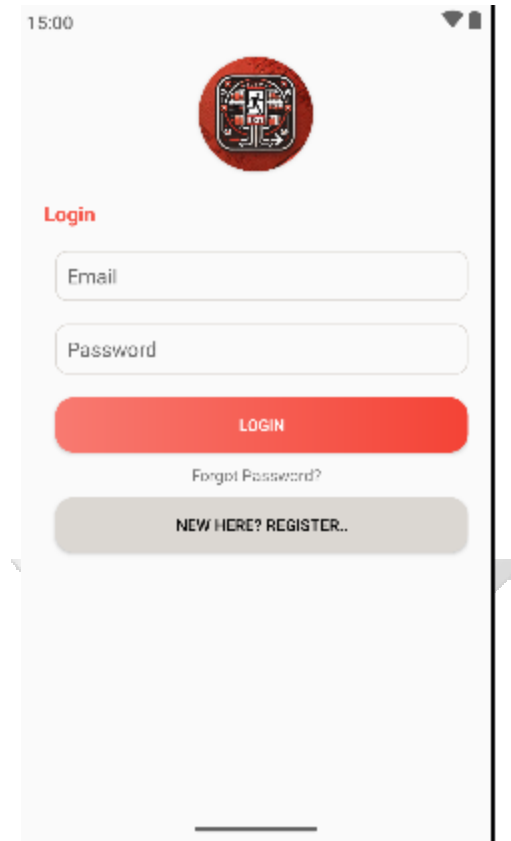 15:00
Login
Email
Password
LOGIN
Forgot Password?
NEW HERE? REGISTER..